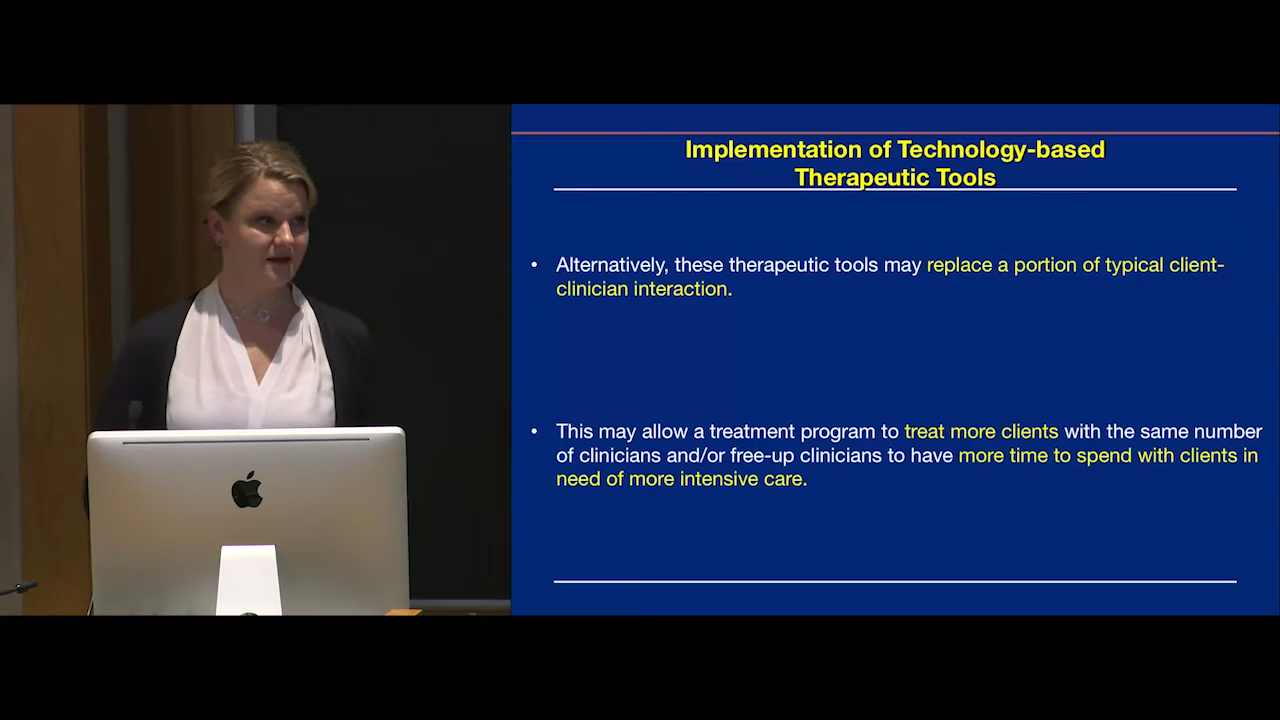 Implementation of Technology-based
Therapeutic Tools
• Alternatively, these therapeutic tools may replace a portion of typical client-
clinician interaction.
• This may allow a treatment program to treat more clients with the same number
of clinicians and/or free-up clinicians to have more time to spend with clients in
need of more intensive care.